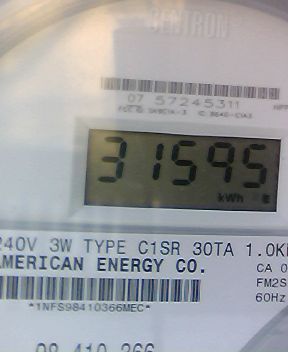 CENTRON
07 57245311
31595
kWh
240V 3W TYPE C1SR 30TA 1.0K
AMERICAN ENERGY CO.
CA 0
FM2S
60Hz
*1NFS98410366MEC*
98 410 366